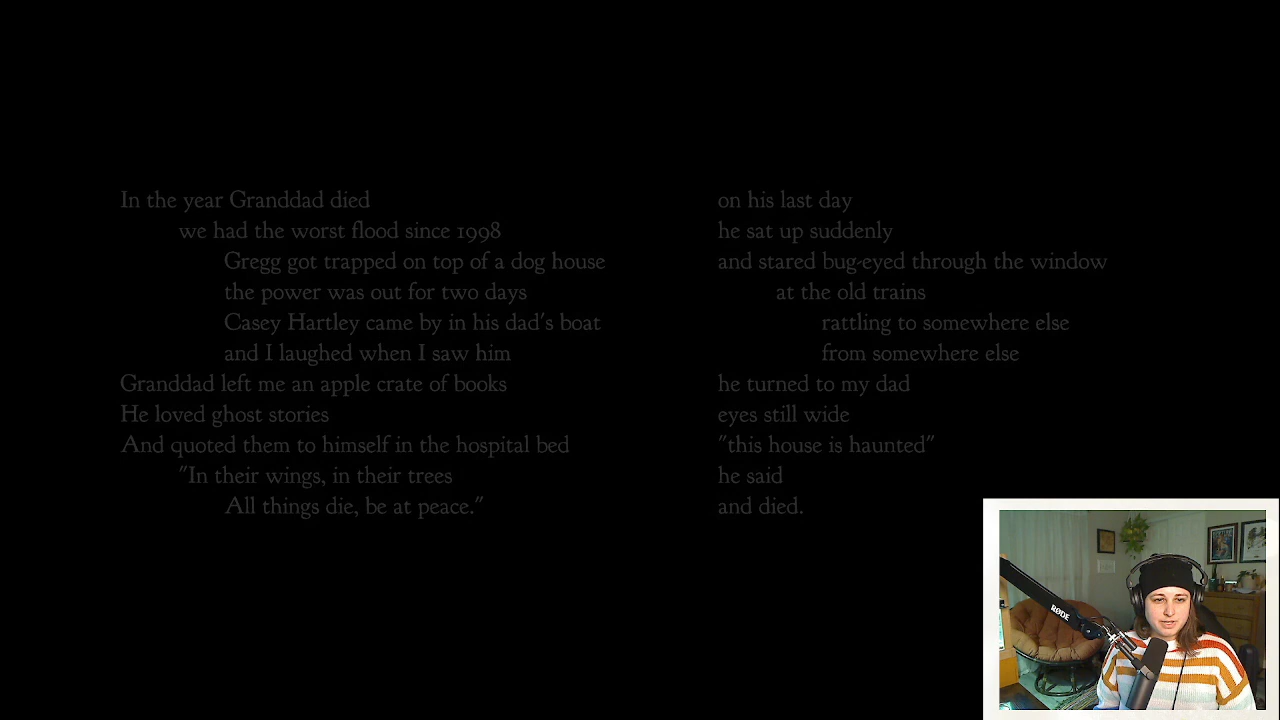 In the year Granddad died
we had the worst flood since 1998
Gregg got trapped on top of a dog house
the power was out for two days
Casey Hartley came by in his dad's boat
and I laughed when I saw him
Granddad left me an apple crate of books
He loved ghost stories
And quoted them to himself in the hospital bed
"In their wings, in their trees
All things die, be at peace."
on his last day
he sat up suddenly
and stared bug-eyed through the window
at the old trains
rattling to somewhere else
from somewhere else
he turned to my dad
eyes still wide
"this house is haunted"
he said
and died.
RODE